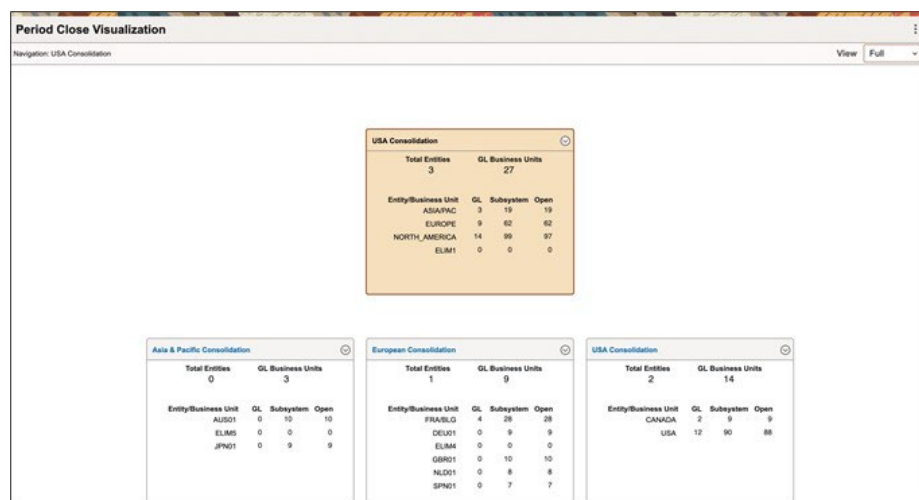 Period Close Visualization
Navigation: USA Consolidation
View Full
USA Consolidation
Total Entities GL Business Units
3 27
Entity/Business Unit GL Subsystem Open
ASIA/PAC 3 19 19
EUROPE 9 62 62
NORTH_AMERICA 14 99 97
ELIM1 0 0 0
Asia & Pacific Consolidation
Total Entities GL Business Units
0 3
Entity/Business Unit GL Subsystem Open
AUS01 0 10 10
ELIM5 0 0 0
JPN01 0 9 9
European Consolidation
Total Entities GL Business Units
1 9
Entity/Business Unit GL Subsystem Open
FRA/BLG 4 28 28
DEU01 0 9 9
ELIM4 0 0 0
GBR01 0 10 10
NLD01 0 8 8
SPN01 0 7 7
USA Consolidation
Total Entities GL Business Units
2 14
Entity/Business Unit GL Subsystem Open
CANADA 2 9 9
USA 12 90 88